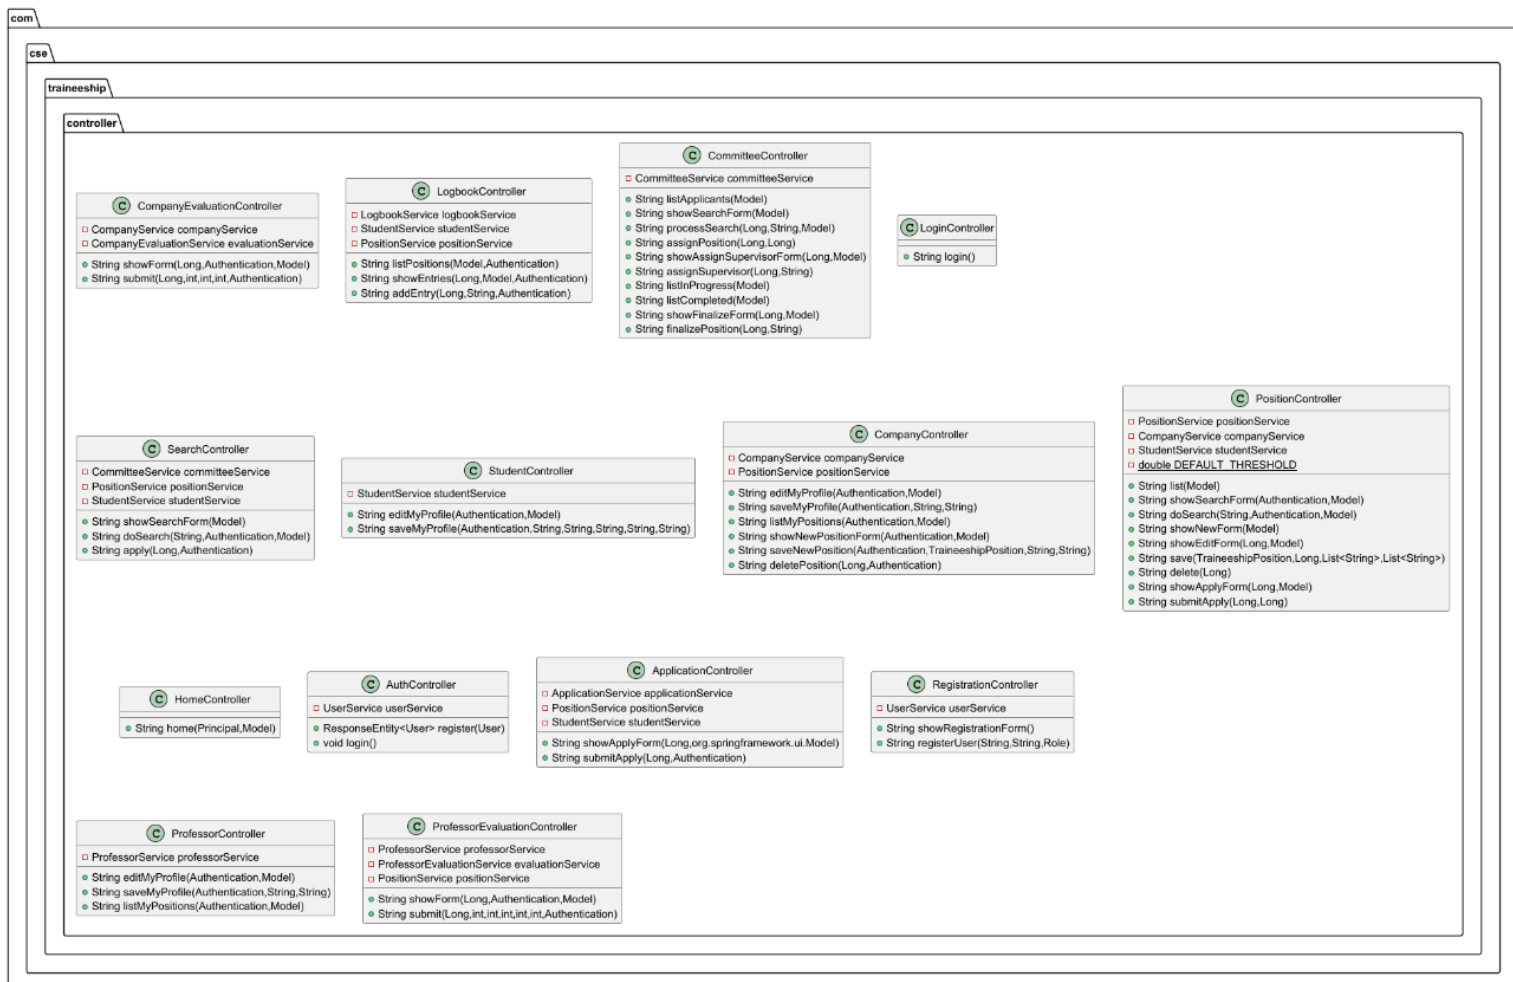 com
cse
traineeship
controller
C CompanyEvaluationController
CompanyService companyService
CompanyEvaluationService evaluationService
String showForm(Long,Authentication,Model)
String submit(Long,int,int,int,Authentication)
C LogbookController
LogbookService logbookService
StudentService studentService
PositionService positionService
String listPositions(Model,Authentication)
String showEntries(Long,Model,Authentication)
String addEntry(Long,String,Authentication)
C CommitteeController
CommitteeService committeeService
String listApplicants(Model)
String showSearchForm(Model)
String processSearch(Long,String,Model)
String assignPosition(Long,Long)
String showAssignSupervisorForm(Long,Model)
String assignSupervisor(Long,String)
String listInProgress(Model)
String listCompleted(Model)
String showFinalizeForm(Long,Model)
String finalizePosition(Long,String)
C LoginController
String login()
C SearchController
CommitteeService committeeService
PositionService positionService
StudentService studentService
String showSearchForm(Model)
String doSearch(String,Authentication,Model)
String apply(Long,Authentication)
C StudentController
StudentService studentService
String editMyProfile(Authentication,Model)
String saveMyProfile(Authentication,String,String,String,String,String)
C CompanyController
CompanyService companyService
PositionService positionService
String editMyProfile(Authentication,Model)
String saveMyProfile(Authentication,String,String)
String listMyPositions(Authentication,Model)
String showNewPositionForm(Authentication,Model)
String saveNewPosition(Authentication,TraineeshipPosition,String,String)
String deletePosition(Long,Authentication)
C PositionController
PositionService positionService
CompanyService companyService
StudentService studentService
double DEFAULT_THRESHOLD
String list(Model)
String showSearchForm(Authentication,Model)
String doSearch(String,Authentication,Model)
String showNewForm(Model)
String showEditForm(Long,Model)
String save(TraineeshipPosition,Long,List<String>,List<String>)
String delete(Long)
String showApplyForm(Long,Model)
String submitApply(Long,Long)
C HomeController
String home(Principal,Model)
C AuthController
UserService userService
ResponseEntity<User> register(User)
void login()
C ApplicationController
ApplicationService applicationService
PositionService positionService
StudentService studentService
String showApplyForm(Long,org.springframework.ui.Model)
String submitApply(Long,Authentication)
C RegistrationController
UserService userService
String showRegistrationForm()
String registerUser(String,String,Role)
C ProfessorController
ProfessorService professorService
String editMyProfile(Authentication,Model)
String saveMyProfile(Authentication,String,String)
String listMyPositions(Authentication,Model)
C ProfessorEvaluationController
ProfessorService professorService
ProfessorEvaluationService evaluationService
PositionService positionService
String showForm(Long,Authentication,Model)
String submit(Long,int,int,int,int,int,Authentication)